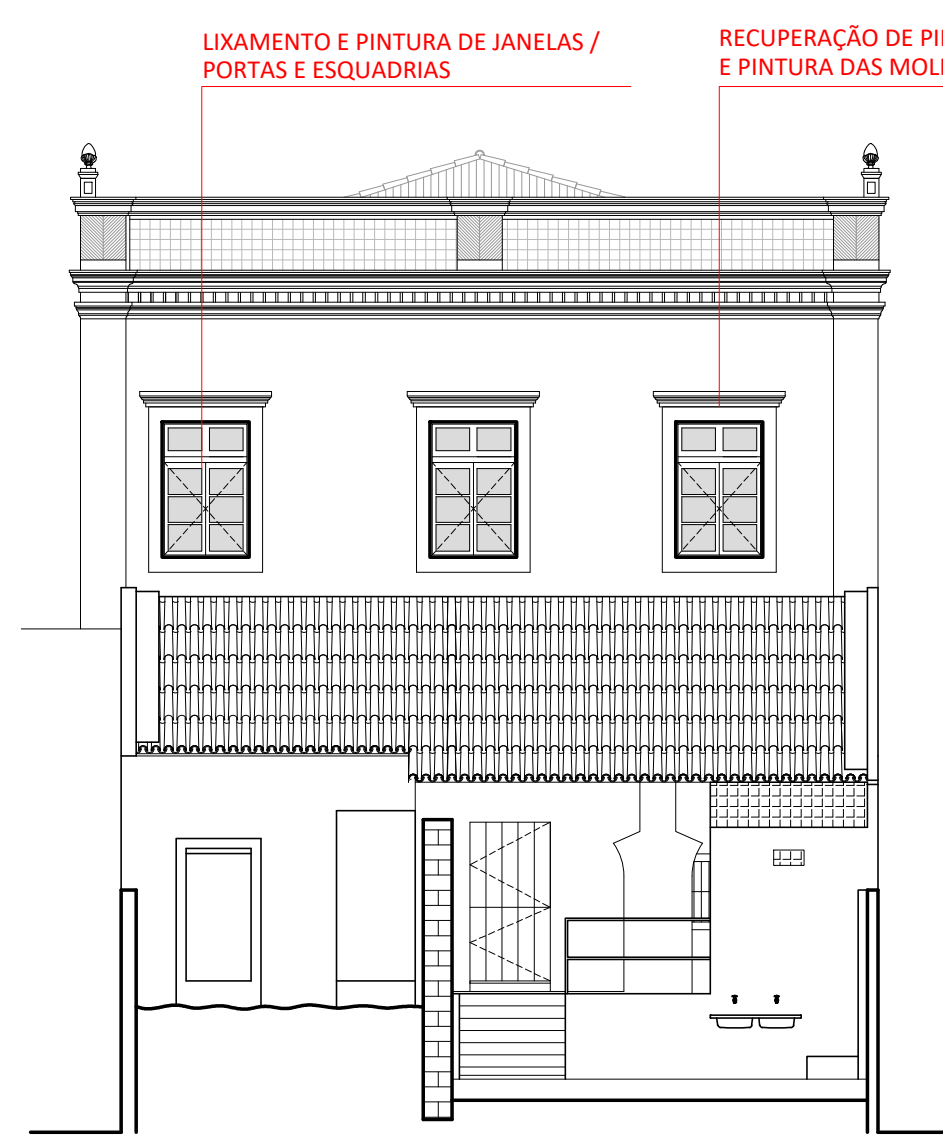 LIXAMENTO E PINTURA DE JANELAS /
PORTAS E ESQUADRIAS
RECUPERAÇÃO DE
E PINTURA DAS